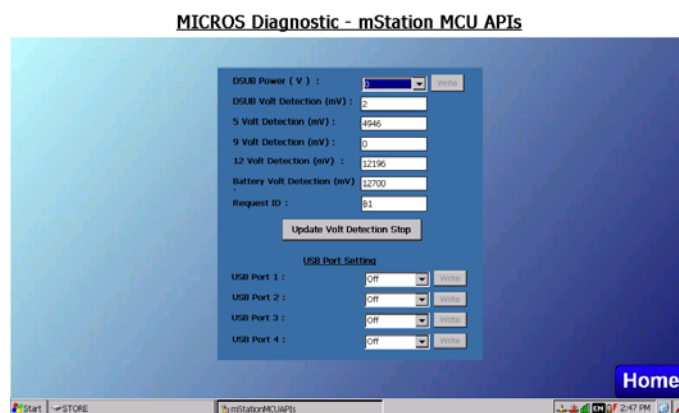 MICROS Diagnostic - mStation MCU APIs
DSUB Power ( V ) : 0 Write
DSUB Volt Detection (mV) : 2
5 Volt Detection (mV) : 4946
9 Volt Detection (mV) : 0
12 Volt Detection (mV) : 12196
Battery Volt Detection (mV) : 12700
Request ID : B1
Update Volt Detection Stop
USB Port Setting
USB Port 1 : Off Write
USB Port 2 : Off Write
USB Port 3 : Off Write
USB Port 4 : Off Write
Home
Start STORE mStationMCUAPIs EN 2:47 PM